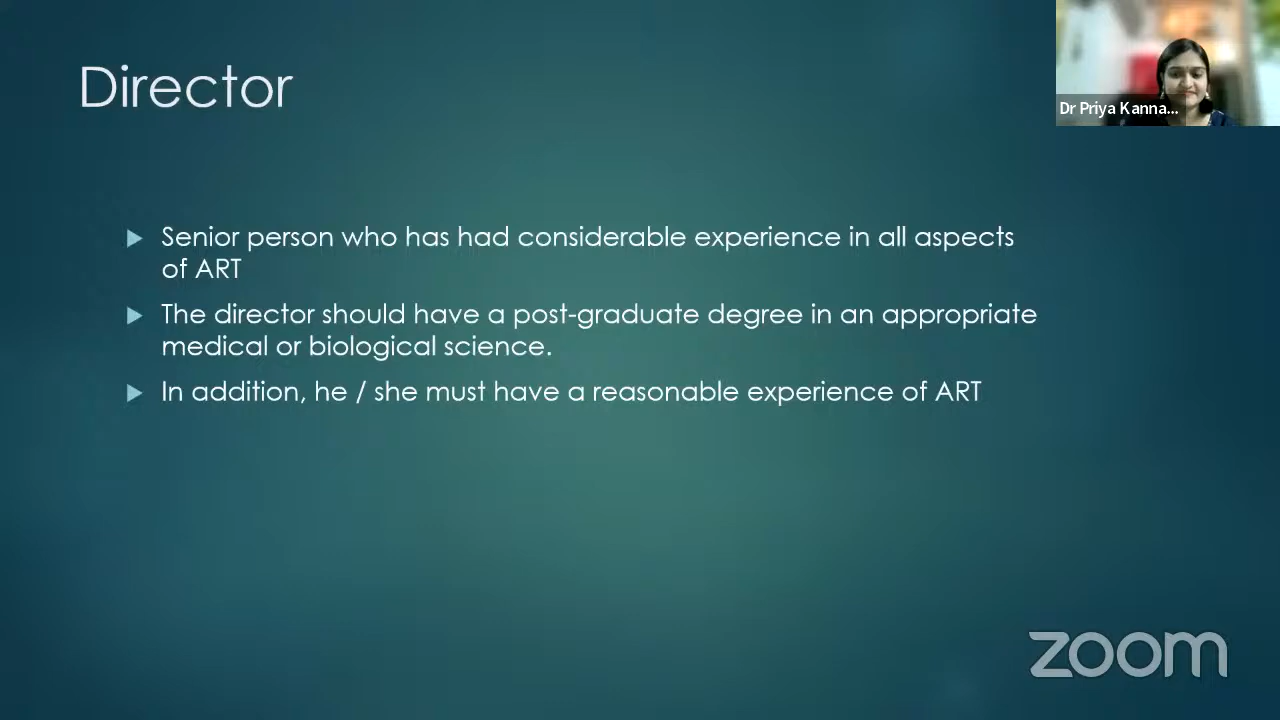 Director
Dr Priya Kanna...
Senior person who has had considerable experience in all aspects
of ART
The director should have a post-graduate degree in an appropriate
medical or biological science.
In addition, he / she must have a reasonable experience of ART
zoom